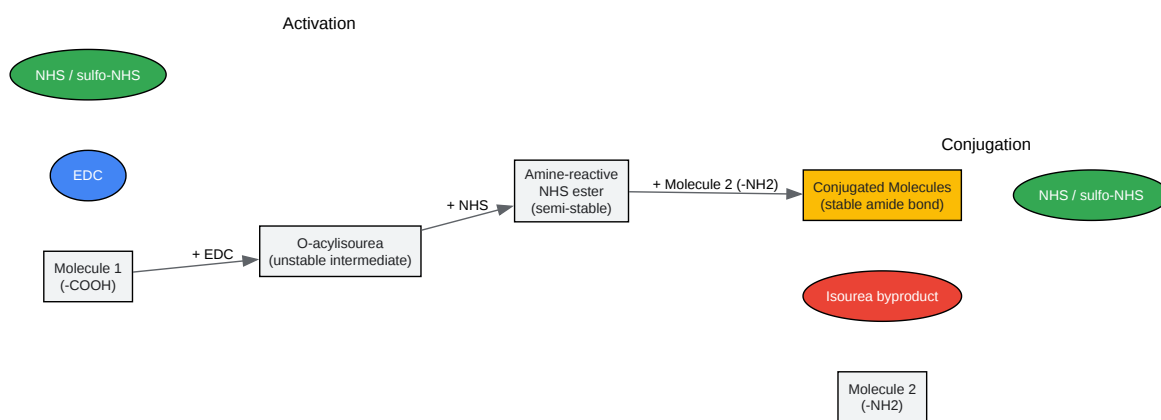 Activation
NHS / sulfo-NHS
EDC
Molecule 1
(-COOH)
+ EDC
O-acylisourea
(unstable intermediate)
+ NHS
Amine-reactive
NHS ester
(semi-stable)
+ Molecule 2 (-NH2)
Conjugation
Conjugated Molecules
(stable amide bond)
NHS / sulfo-NHS
Isourea byproduct
Molecule 2
(-NH2)